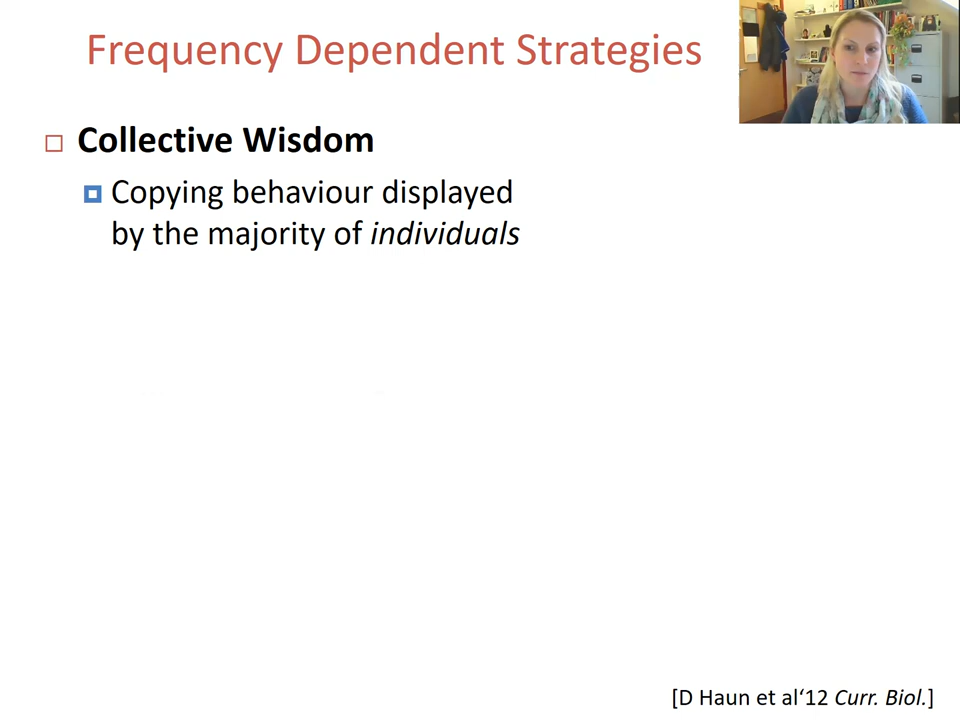 Frequency Dependent Strategies
Collective Wisdom
Copying behaviour displayed
by the majority of individuals
[D Haun et al‘12 Curr. Biol.]